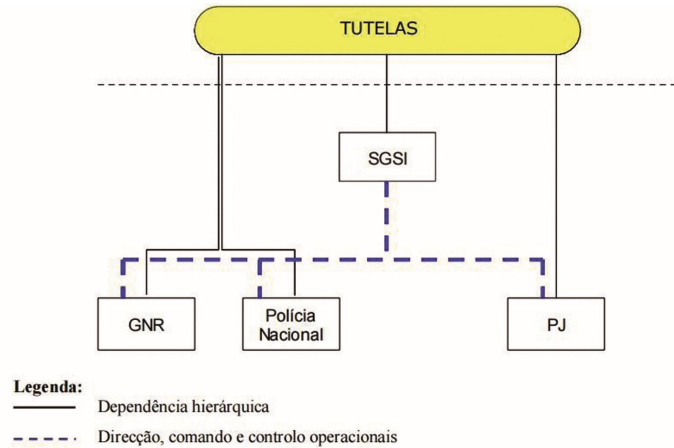 TUTELAS
SGSI
GNR
Polícia
Nacional
PJ
Legenda:
Dependência hierárquica
Direcção, comando e controlo operacionais